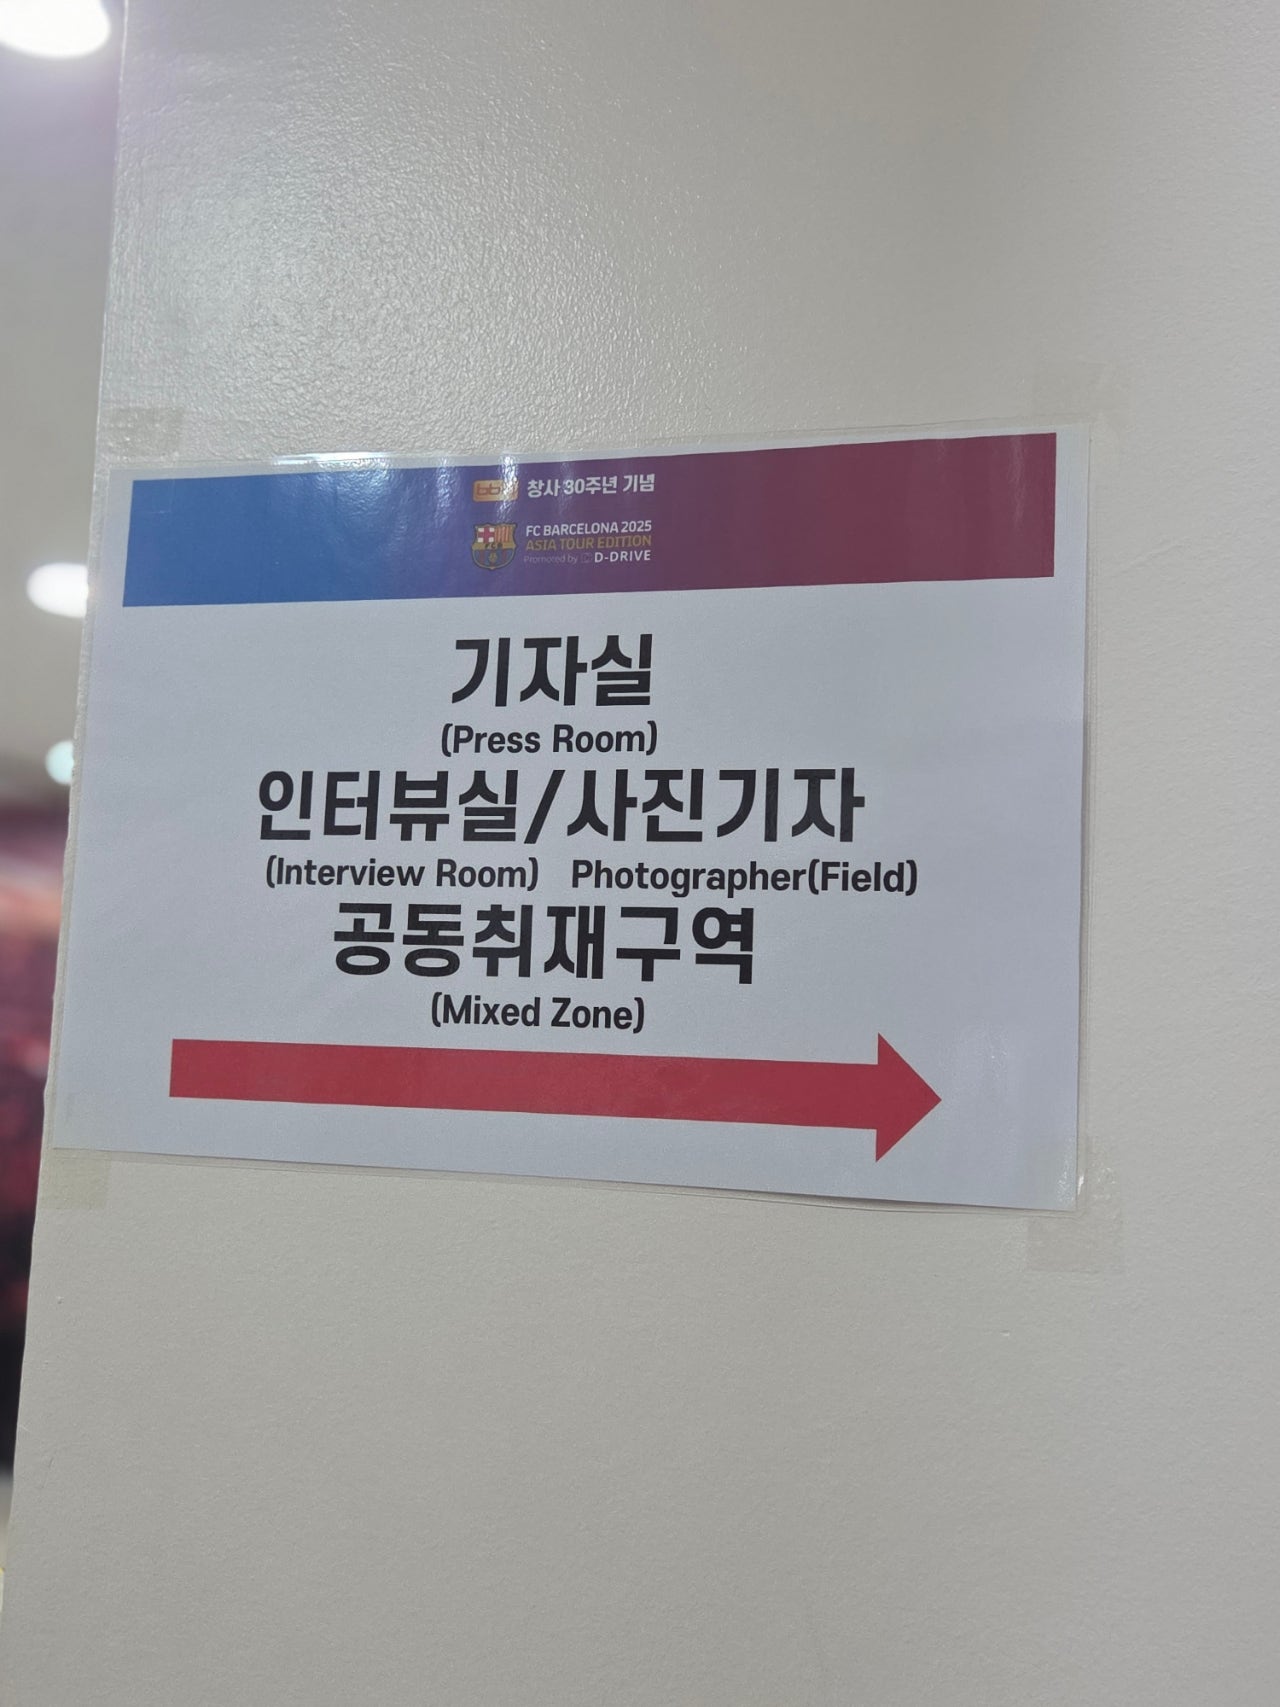 창사 30주년 기념
FC BARCELONA 2025
ASIA TOUR EDITION
Promoted by D-DRIVE
기자실
(Press Room)
인터뷰실/사진기자
(Interview Room) Photographer(Field)
공동취재구역
(Mixed Zone)